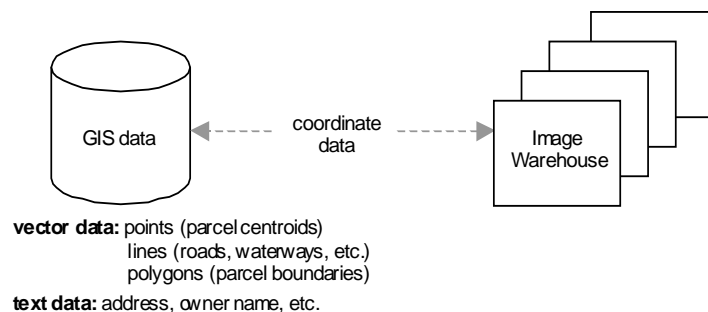 GIS data
coordinate
data
Image
Warehouse
vector data: points (parcel centroids)
lines (roads, waterways, etc.)
polygons (parcel boundaries)
text data: address, owner name, etc.